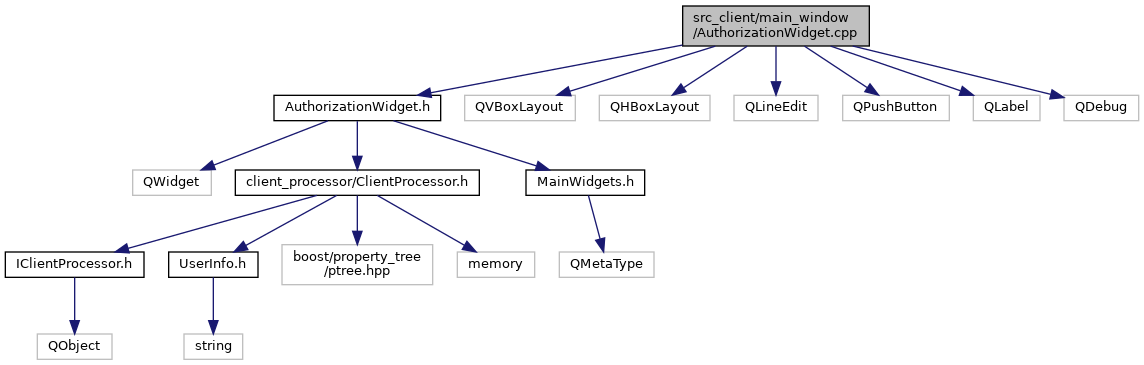 src_client/main_window
/AuthorizationWidget.cpp
AuthorizationWidget.h
QVBoxLayout
QHBoxLayout
QLineEdit
QPushButton
QLabel
QDebug
QWidget
client_processor/ClientProcessor.h
MainWidgets.h
IClientProcessor.h
UserInfo.h
boost/property_tree
/ptree.hpp
memory
QMetaType
QObject
string